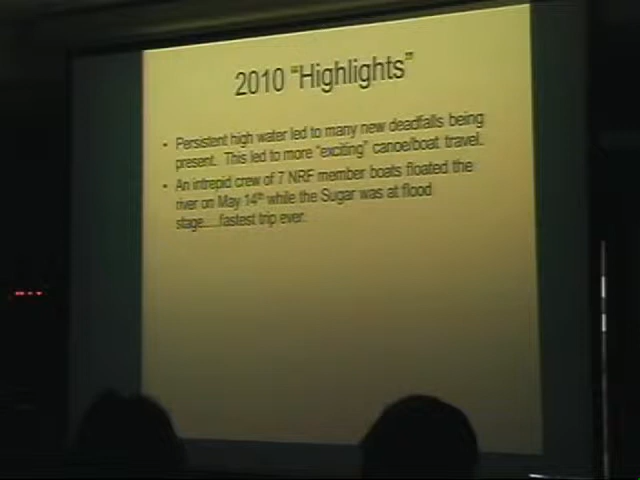 2010 "Highlights"
• Persistent high water led to many new deadfalls being
present. This led to more "exciting" canoe/boat travel.
• An intrepid crew of 7 NRF member boats floated the
river on May 14th while the Sugar was at flood
stage....fastest trip ever.